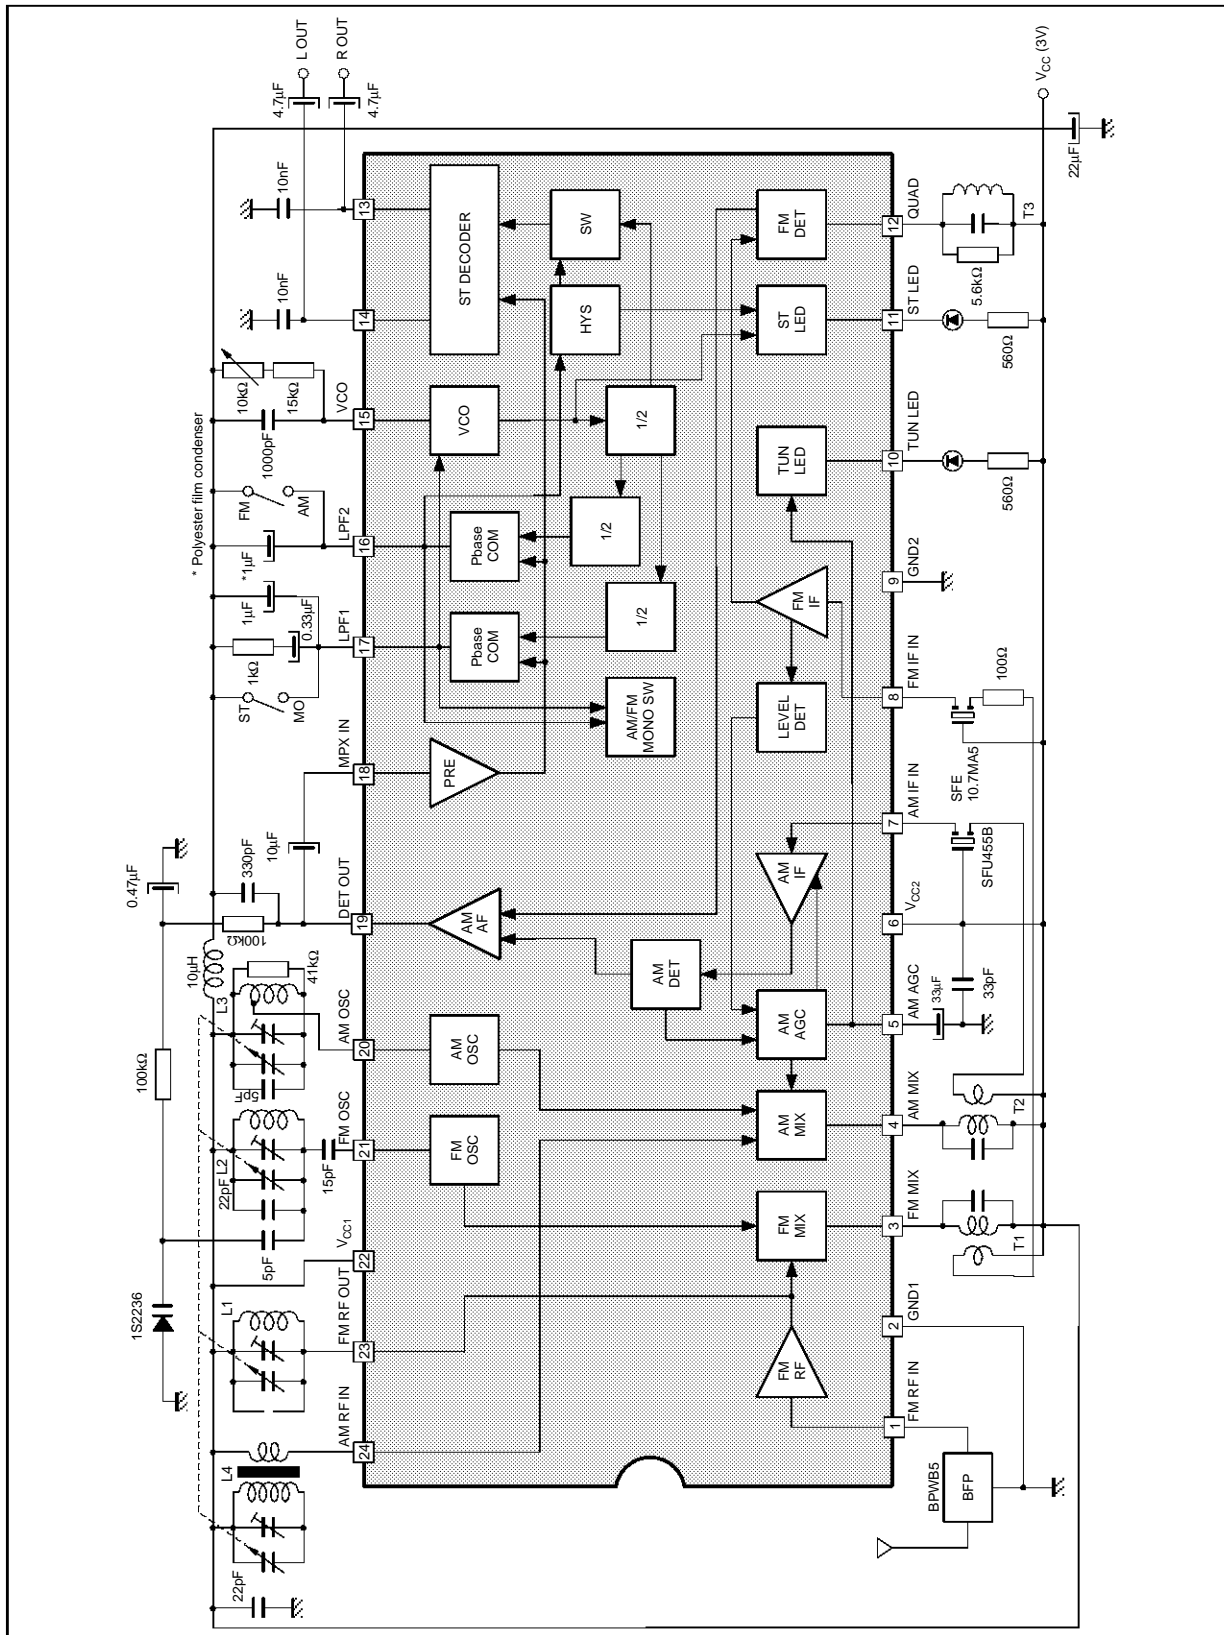 * Polyester film condenser
22pF
L4
AM RF IN
24
1S2236
L1
FM RF OUT
23
VCC1
22
5pF
22pF
L2
15pF
FM OSC
21
100kΩ
5pF
L3
41kΩ
AM OSC
20
10µH
0.47µF
100kΩ
330pF
DET OUT
19
10µF
MPX IN
18
ST
MO
1kΩ
0.33µF
1µF
LPF1
17
*1µF
FM
AM
LPF2
16
1000pF
10kΩ
15kΩ
VCO
15
10nF
14
10nF
13
4.7µF
L OUT
4.7µF
R OUT
FM
OSC
AM
OSC
AM
AF
PRE
Pbase
COM
Pbase
COM
VCO
ST DECODER
AM
DET
AM/FM
MONO SW
1/2
1/2
1/2
HYS
SW
FM
RF
FM
MIX
AM
MIX
AM
AGC
AM
IF
LEVEL
DET
FM
IF
TUN
LED
ST
LED
FM
DET
1
FM RF IN
BPWB5
BFP
2
GND1
3
FM MIX
T1
4
AM MIX
T2
5
AM AGC
33µF
33pF
6
VCC2
7
AM IF IN
SFU455B
8
FM IF IN
SFE
10.7MA5
100Ω
9
GND2
10
TUN LED
560Ω
11
ST LED
560Ω
12
QUAD
5.6kΩ
T3
22µF
VCC (3V)